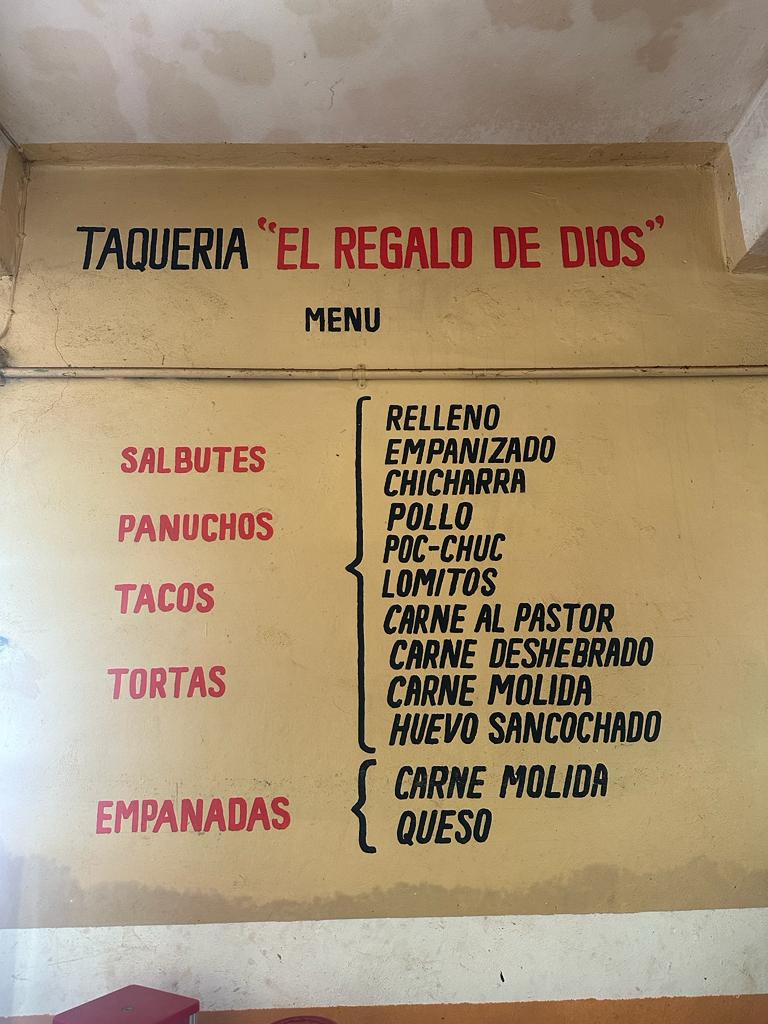 TAQUERIA "EL REGALO DE DIOS"
MENU
SALBUTES
PANUCHOS
TACOS
TORTAS
RELLENO
EMPANIZADO
CHICHARRA
POLLO
POC-CHUC
LOMITOS
CARNE AL PASTOR
CARNE DESHEBRADO
CARNE MOLIDA
HUEVO SANCOCHADO
EMPANADAS
CARNE MOLIDA
QUESO